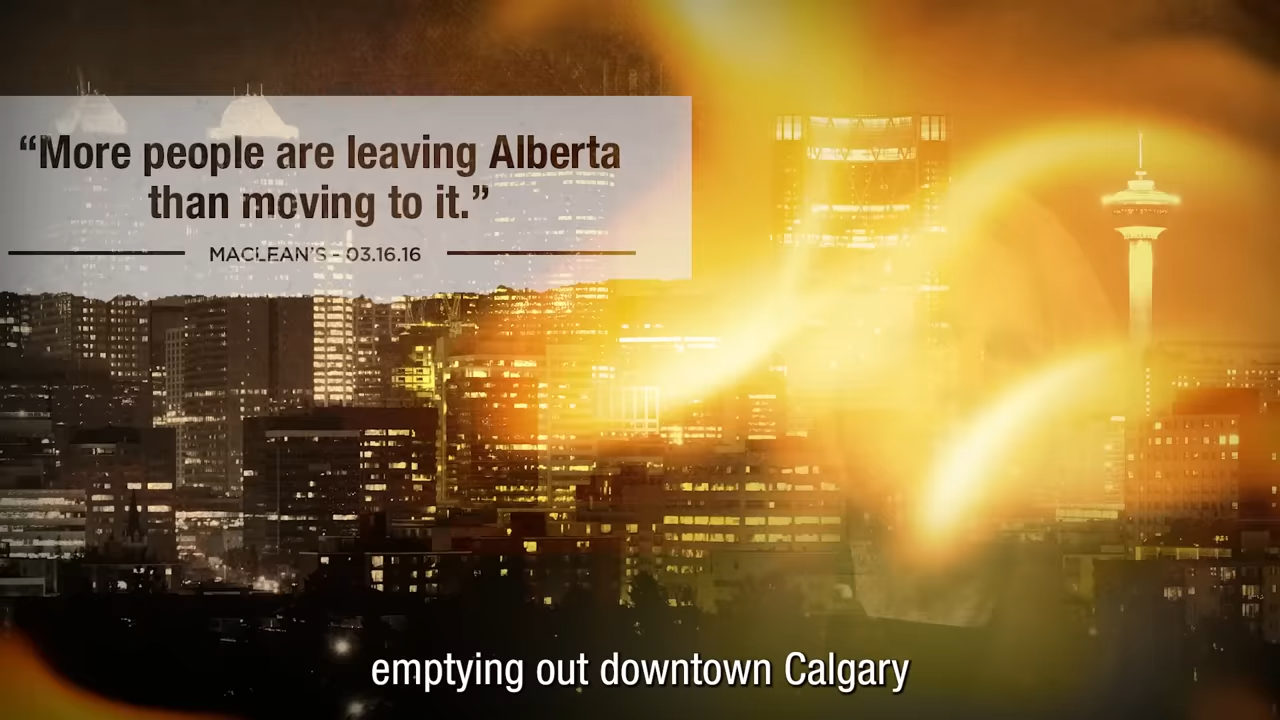 “More people are leaving Alberta
than moving to it.”
MACLEAN’S - 03.16.16
emptying out downtown Calgary